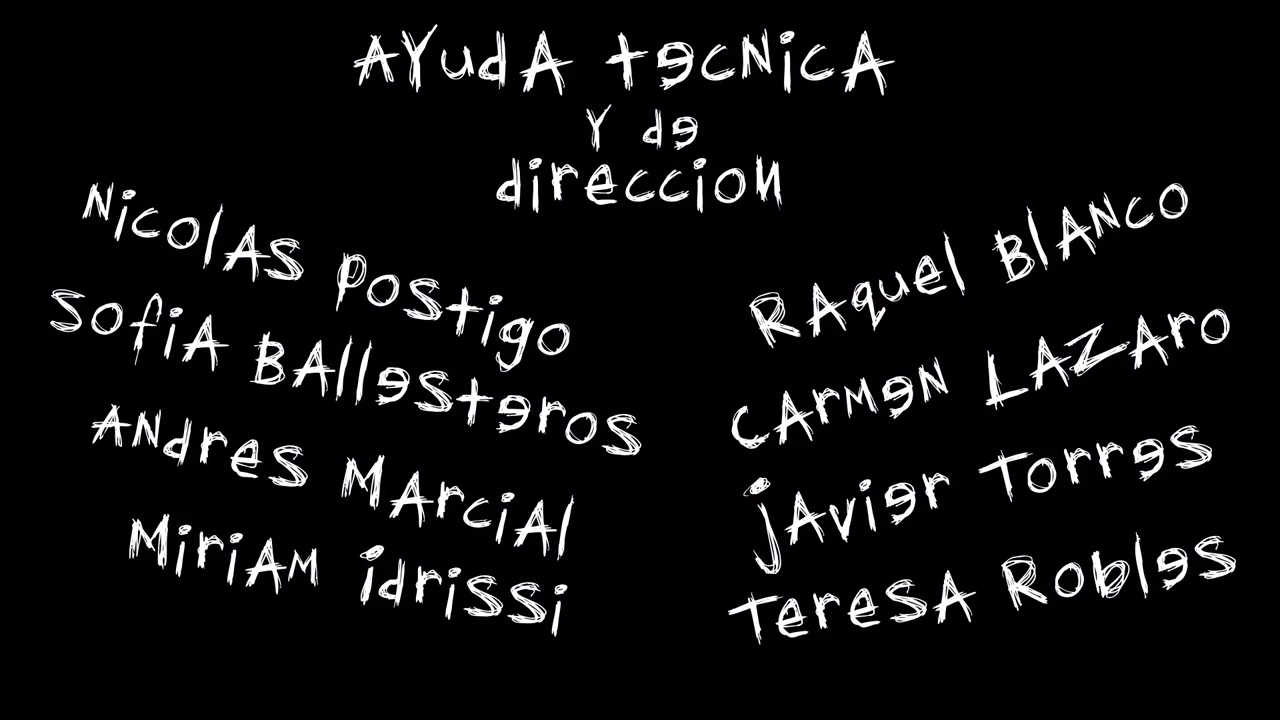 AYudA tecNicA
Y de
direccion
NicolAS POStigo
SofiA BAllesteros
ANdres MArciAl
MiriAM idrissi
RAquel BlANco
CArMeN LAZAro
jAvier Torres
TereSA Robles